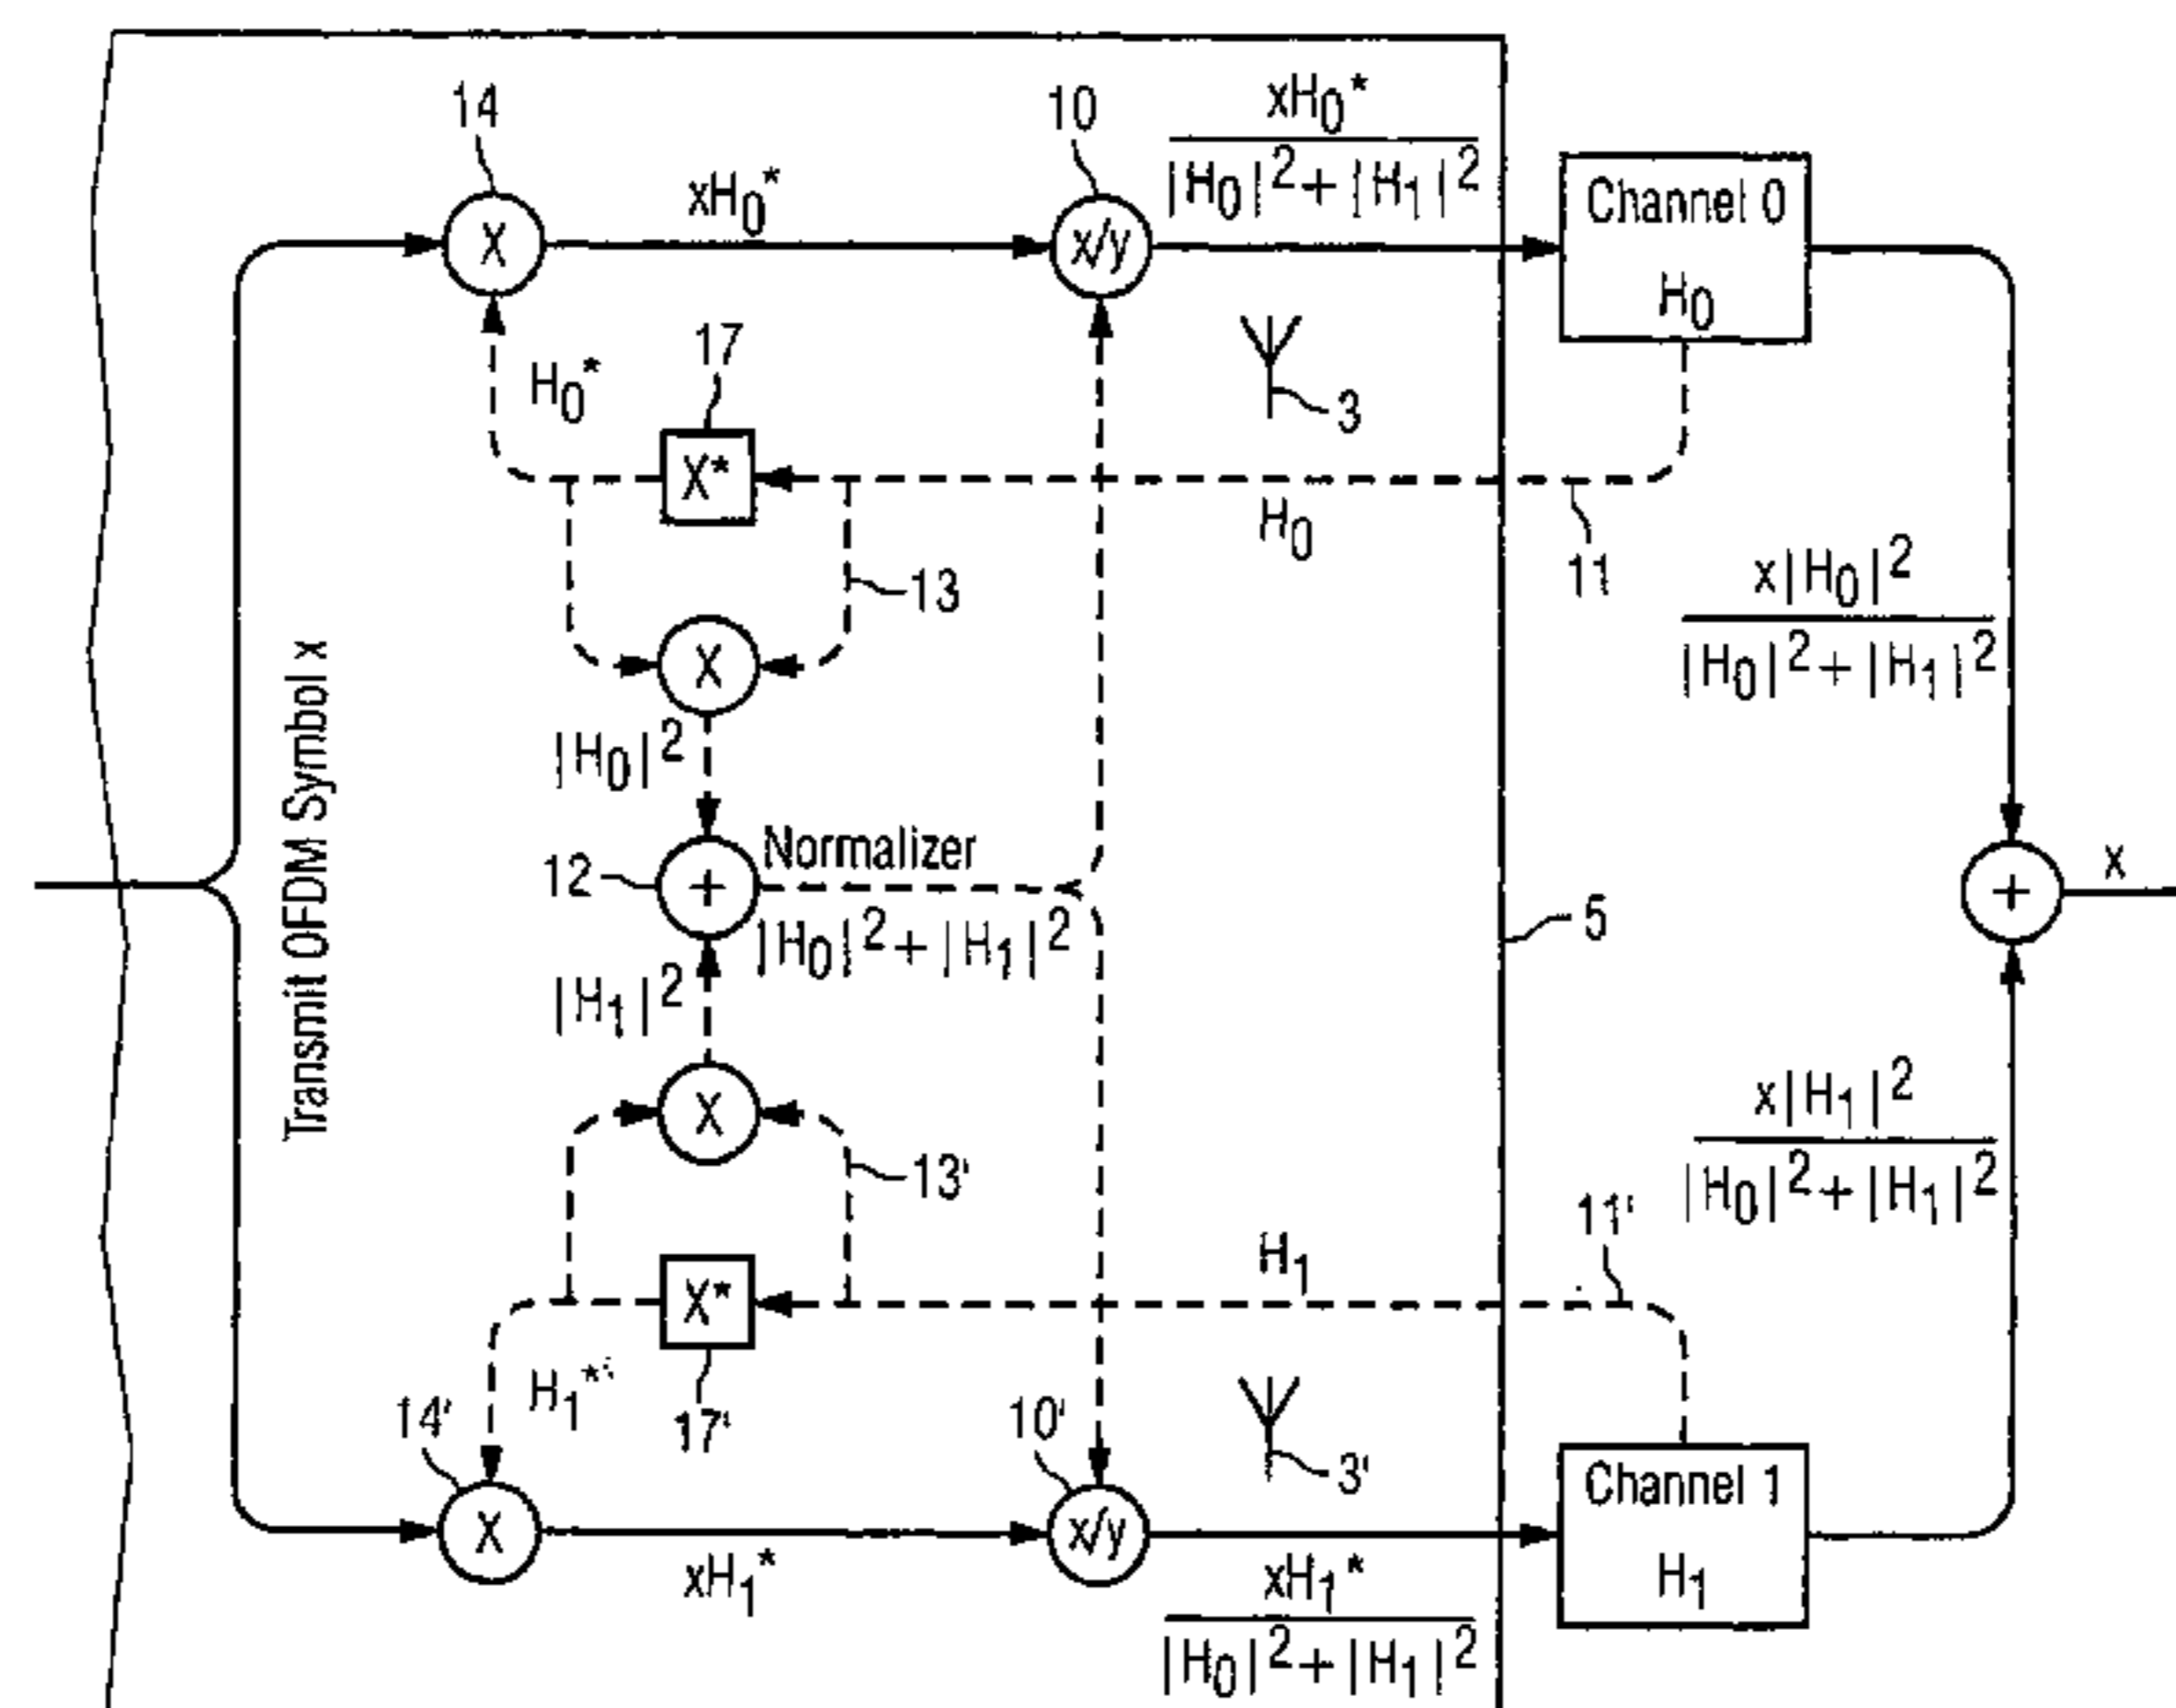 14
10
xH0*
xH0*
|H0|2+|H1|2
Channel 0
H0
X
x/y
H0*
17
X*
3
H0
11
13
X
x|H0|2
|H0|2+|H1|2
Transmit OFDM Symbol x
|H0|2
12
+
Normalizer
|H0|2+|H1|2
5
+
x
|H1|2
X
13'
x|H1|2
|H0|2+|H1|2
11'
H1
X*
H1*
17'
14'
10'
3'
Channel 1
H1
X
x/y
xH1*
xH1*
|H0|2+|H1|2